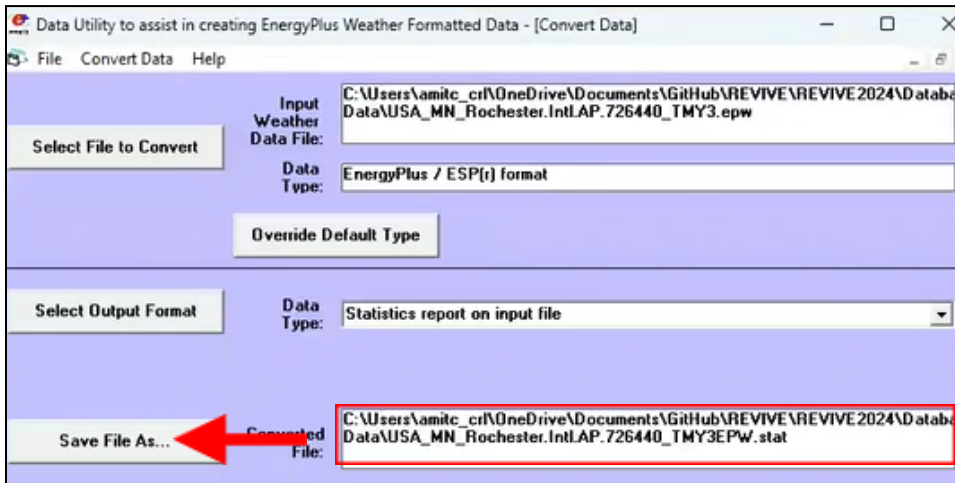 Data Utility to assist in creating EnergyPlus Weather Formatted Data - [Convert Data]
File Convert Data Help
Select File to Convert
Input
Weather
Data File:
C:\Users\amitc_crl\OneDrive\Documents\GitHub\REVIVE\REVIVE2024\Databa
Data\USA_MN_Rochester.Intl.AP.726440_TMY3.epw
Data
Type:
EnergyPlus / ESP(r) format
Override Default Type
Select Output Format
Data
Type:
Statistics report on input file
Save File As...
Converted
File:
C:\Users\amitc_crl\OneDrive\Documents\GitHub\REVIVE\REVIVE2024\Databa
Data\USA_MN_Rochester.Intl.AP.726440_TMY3EPW.stat